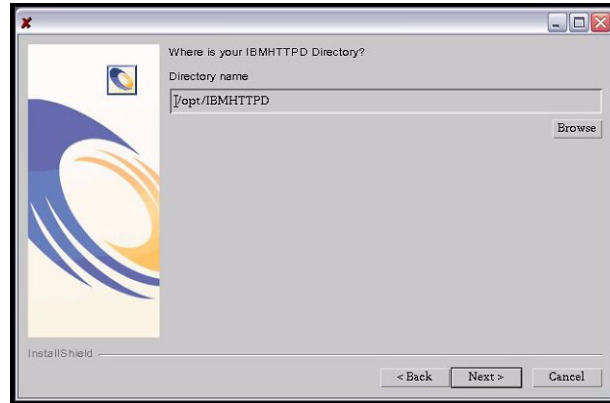 Where is your IBMHTTPD Directory?
Directory name
/opt/IBMHTTPD
Browse
InstallShield
< Back Next > Cancel